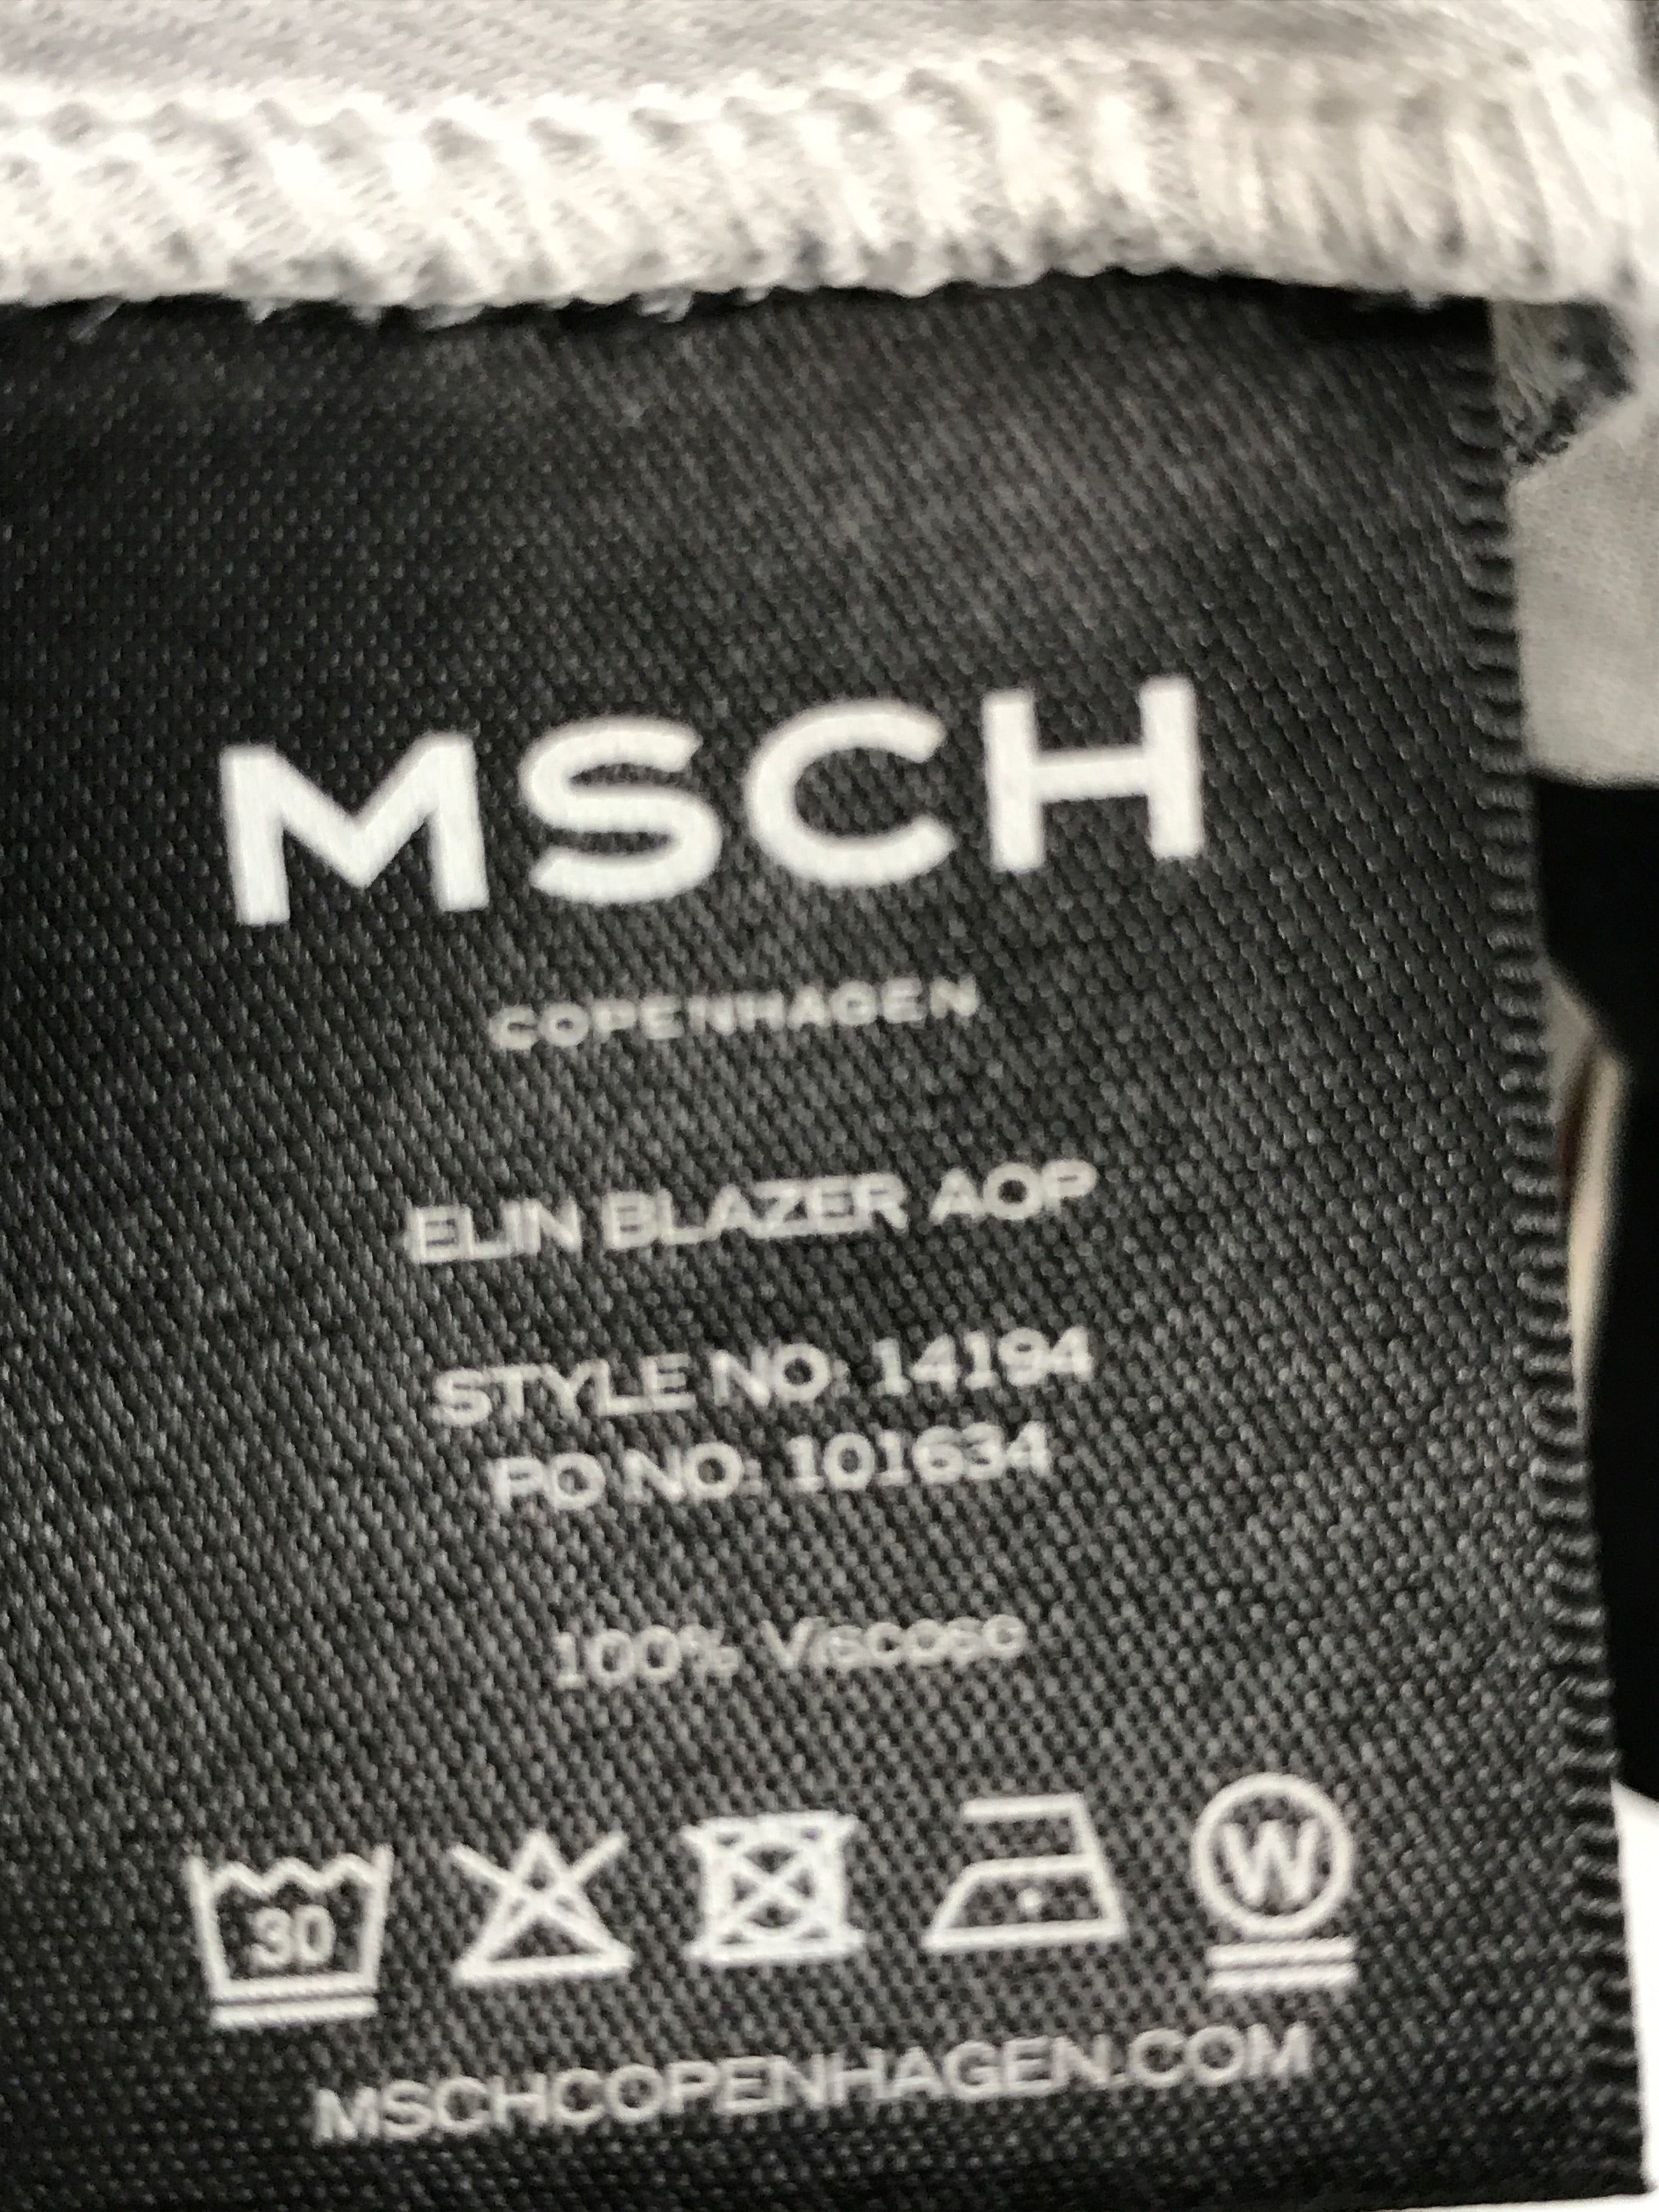 MSCH
COPENHAGEN
ELIN BLAZER AOP
STYLE NO: 14194
PO NO: 101634
100% Viscose
30 W
MSCHCOPENHAGEN.COM